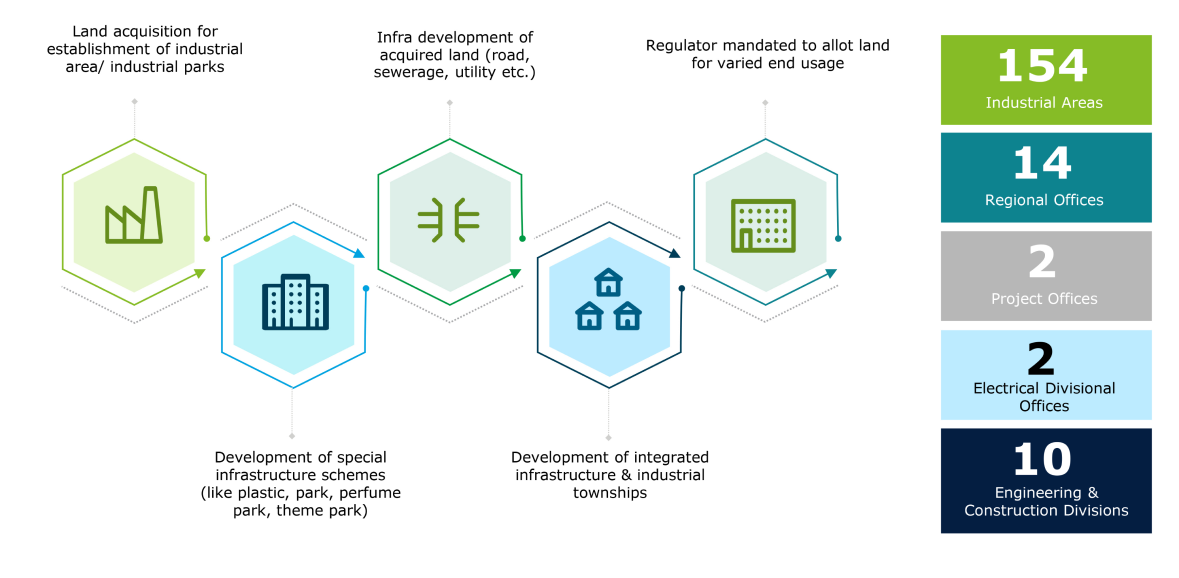 Land acquisition for
establishment of industrial
area/ industrial parks
Development of special
infrastructure schemes
(like plastic, park, perfume
park, theme park)
Infra development of
acquired land (road,
sewerage, utility etc.)
Development of integrated
infrastructure & industrial
townships
Regulator mandated to allot land
for varied end usage
154
Industrial Areas
14
Regional Offices
2
Project Offices
2
Electrical Divisional
Offices
10
Engineering &
Construction Divisions